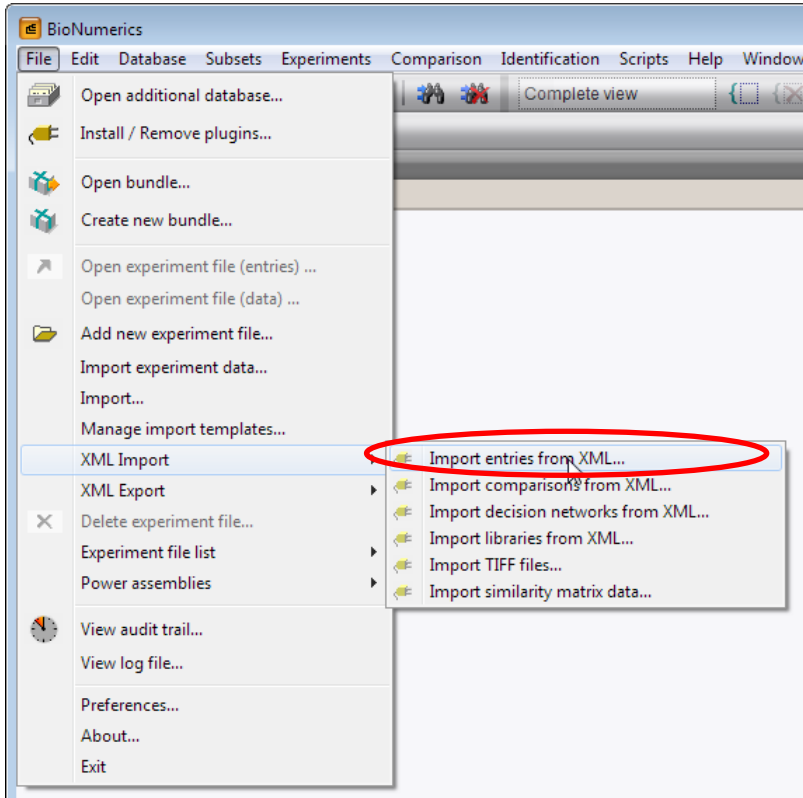 BioNumerics
File Edit Database Subsets Experiments Comparison Identification Scripts Help Window
Complete view
Open additional database...
Install / Remove plugins...
Open bundle...
Create new bundle...
Open experiment file (entries) ...
Open experiment file (data) ...
Add new experiment file...
Import experiment data...
Import...
Manage import templates...
XML Import
Import entries from XML...
XML Export
Import comparisons from XML...
Import decision networks from XML...
Delete experiment file...
Import libraries from XML...
Experiment file list
Import TIFF files...
Power assemblies
Import similarity matrix data...
View audit trail...
View log file...
Preferences...
About...
Exit